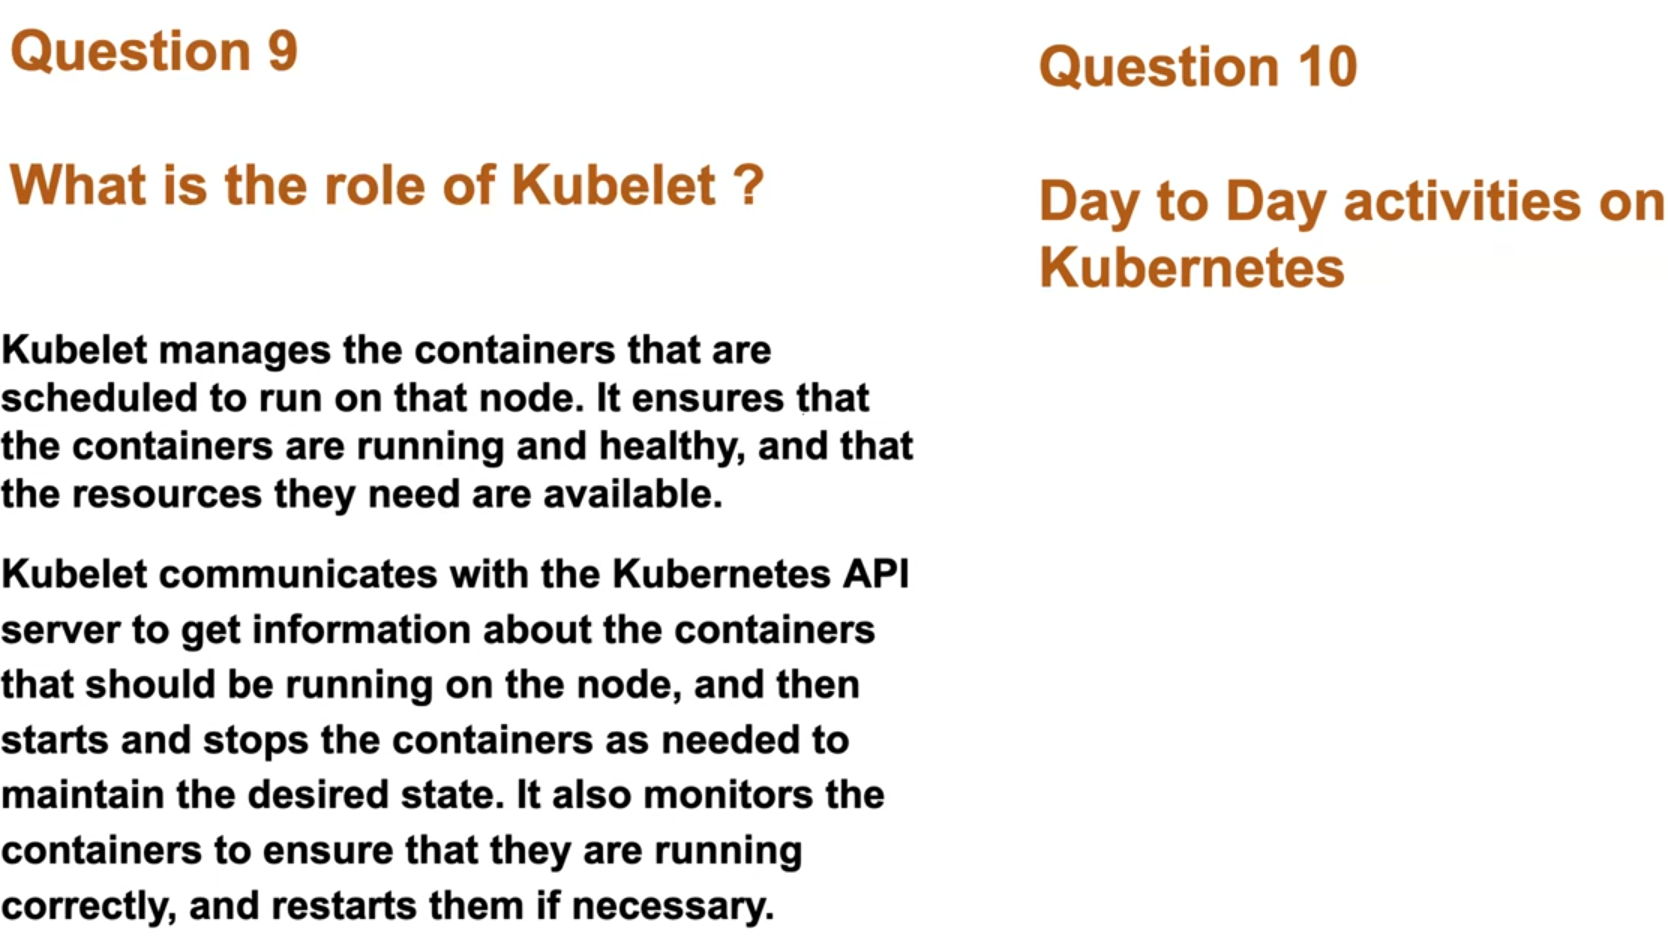 Question 9
What is the role of Kubelet ?
Kubelet manages the containers that are
scheduled to run on that node. It ensures that
the containers are running and healthy, and that
the resources they need are available.
Kubelet communicates with the Kubernetes API
server to get information about the containers
that should be running on the node, and then
starts and stops the containers as needed to
maintain the desired state. It also monitors the
containers to ensure that they are running
correctly, and restarts them if necessary.
Question 10
Day to Day activities on
Kubernetes